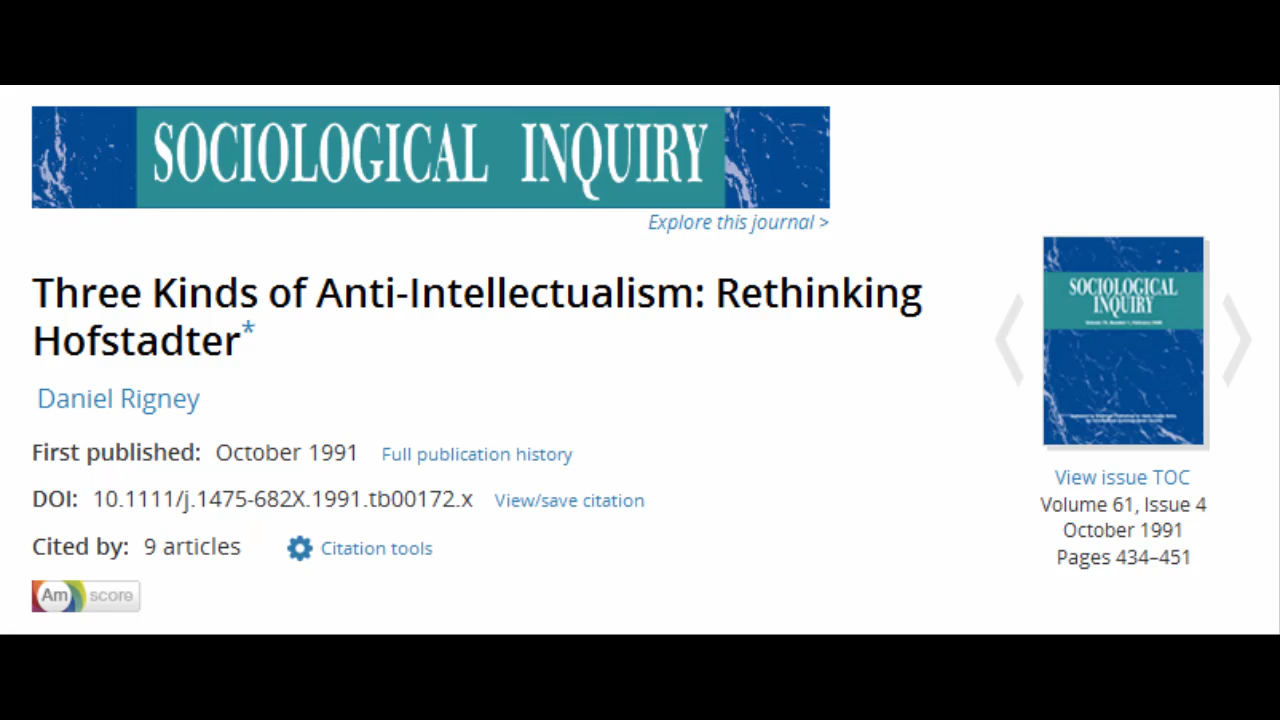 SOCIOLOGICAL INQUIRY
Explore this journal >
Three Kinds of Anti-Intellectualism: Rethinking
Hofstadter*
Daniel Rigney
First published: October 1991 Full publication history
DOI: 10.1111/j.1475-682X.1991.tb00172.x View/save citation
Cited by: 9 articles Citation tools
Am score
SOCIOLOGICAL
INQUIRY
View issue TOC
Volume 61, Issue 4
October 1991
Pages 434–451